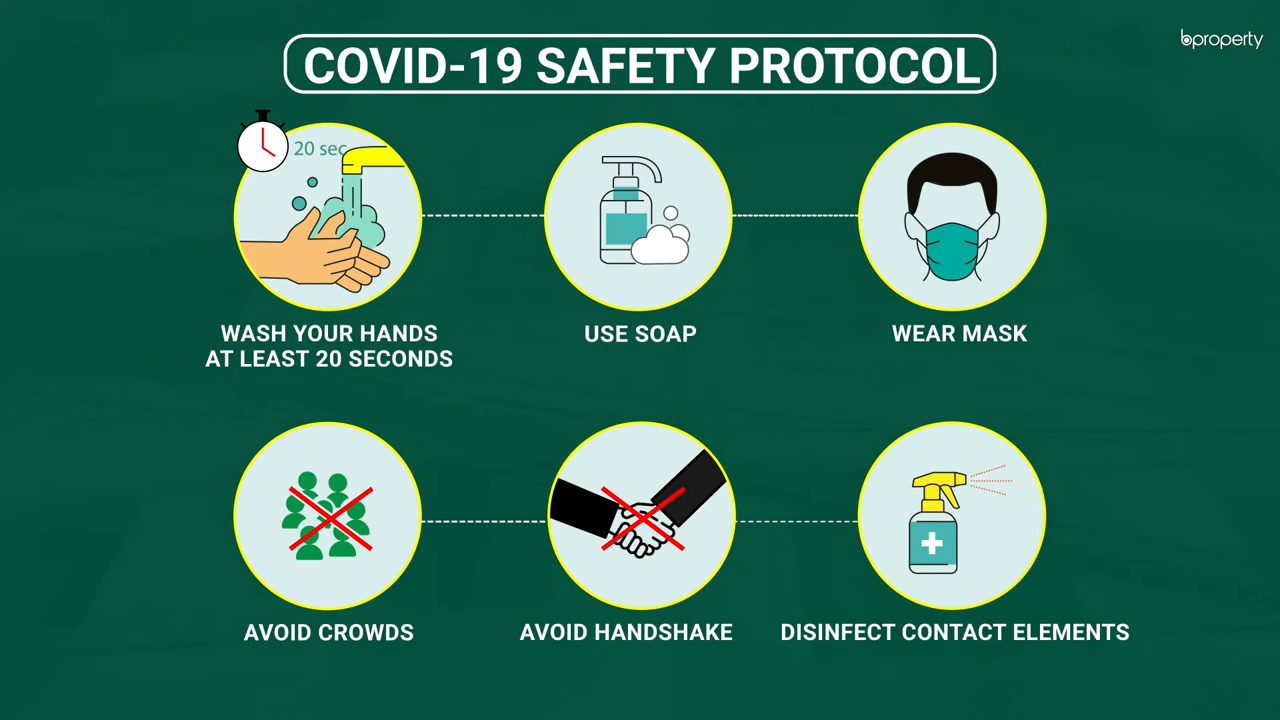 bproperty
COVID-19 SAFETY PROTOCOL
20 sec
WASH YOUR HANDS
AT LEAST 20 SECONDS
USE SOAP
WEAR MASK
AVOID CROWDS
AVOID HANDSHAKE
DISINFECT CONTACT ELEMENTS